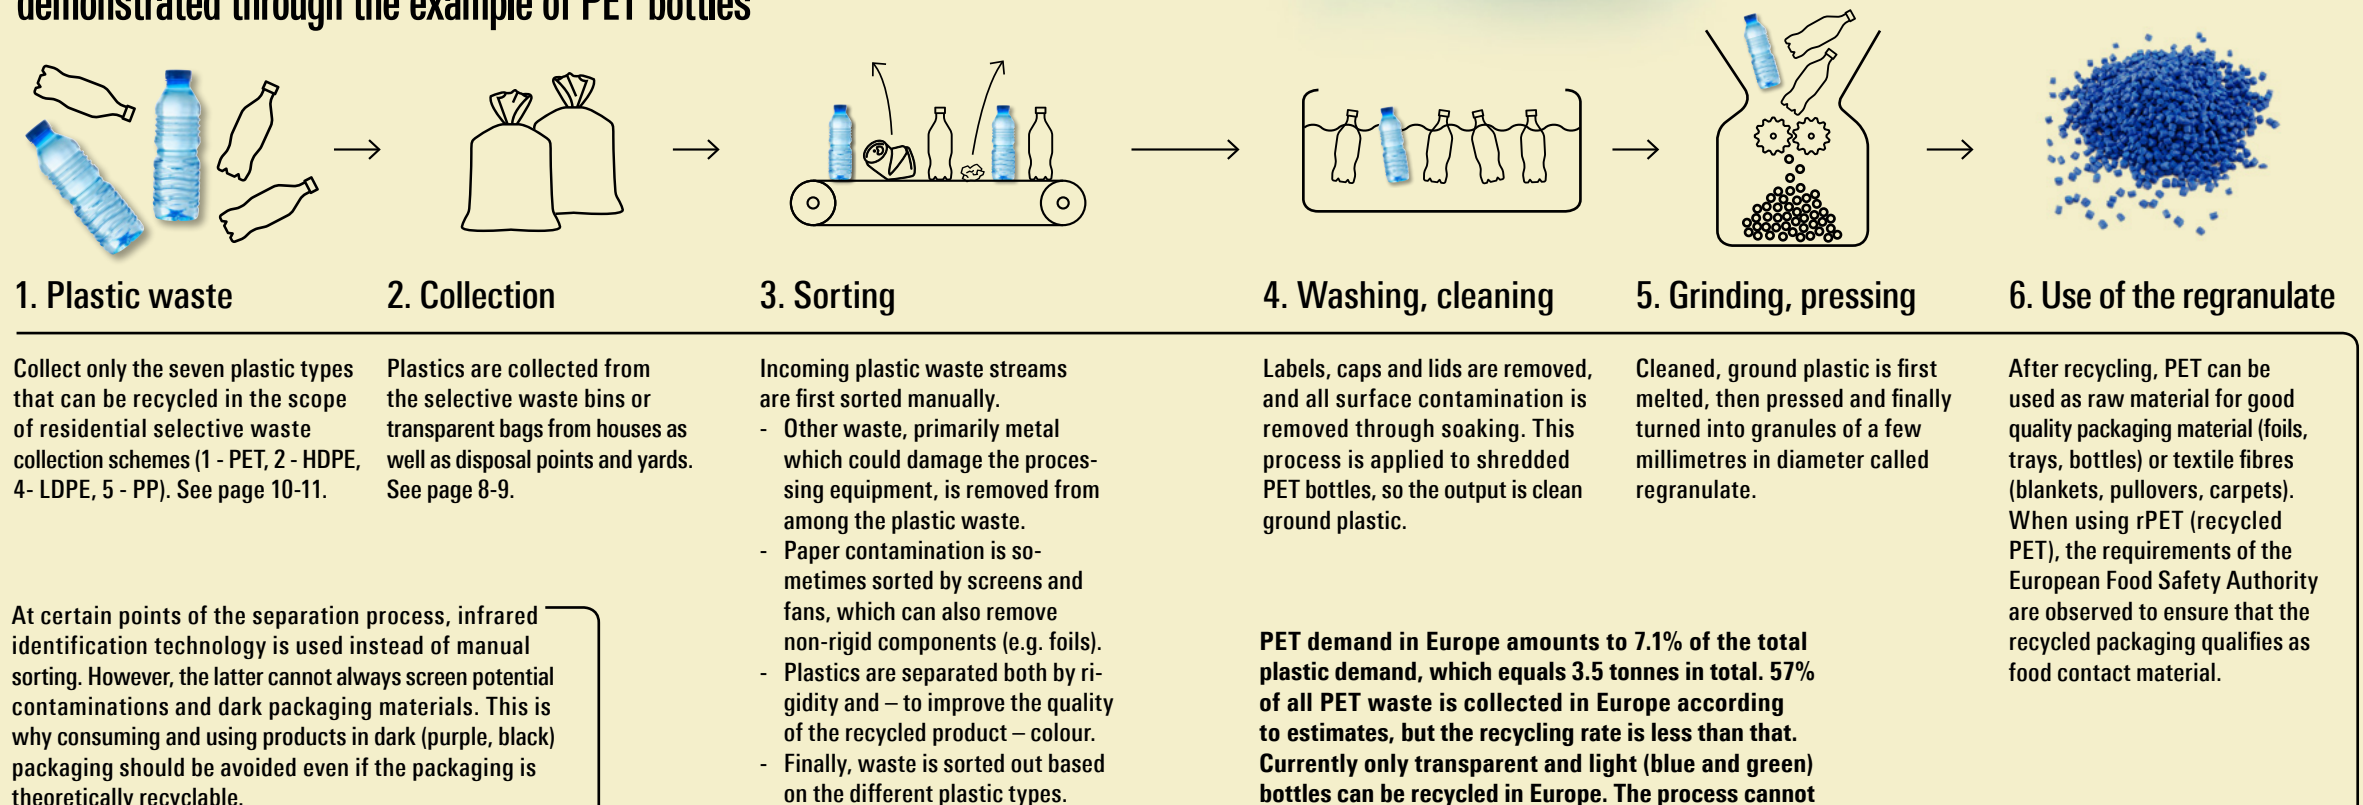 demonstrated through the example of PET bottles
1. Plastic waste
Collect only the seven plastic types
that can be recycled in the scope
of residential selective waste
collection schemes (1 - PET, 2 - HDPE,
4- LDPE, 5 - PP). See page 10-11.
2. Collection
Plastics are collected from
the selective waste bins or
transparent bags from houses as
well as disposal points and yards.
See page 8-9.
At certain points of the separation process, infrared
identification technology is used instead of manual
sorting. However, the latter cannot always screen potential
contaminations and dark packaging materials. This is
why consuming and using products in dark (purple, black)
packaging should be avoided even if the packaging is
theoretically recyclable.
3. Sorting
Incoming plastic waste streams
are first sorted manually.
- Other waste, primarily metal
which could damage the proces-
sing equipment, is removed from
among the plastic waste.
- Paper contamination is so-
metimes sorted by screens and
fans, which can also remove
non-rigid components (e.g. foils).
- Plastics are separated both by ri-
gidity and – to improve the quality
of the recycled product – colour.
- Finally, waste is sorted out based
on the different plastic types.
4. Washing, cleaning
Labels, caps and lids are removed,
and all surface contamination is
removed through soaking. This
process is applied to shredded
PET bottles, so the output is clean
ground plastic.
5. Grinding, pressing
Cleaned, ground plastic is first
melted, then pressed and finally
turned into granules of a few
millimetres in diameter called
regranulate.
PET demand in Europe amounts to 7.1% of the total
plastic demand, which equals 3.5 tonnes in total. 57%
of all PET waste is collected in Europe according
to estimates, but the recycling rate is less than that.
Currently only transparent and light (blue and green)
bottles can be recycled in Europe. The process cannot
6. Use of the regranulate
After recycling, PET can be
used as raw material for good
quality packaging material (foils,
trays, bottles) or textile fibres
(blankets, pullovers, carpets).
When using rPET (recycled
PET), the requirements of the
European Food Safety Authority
are observed to ensure that the
recycled packaging qualifies as
food contact material.